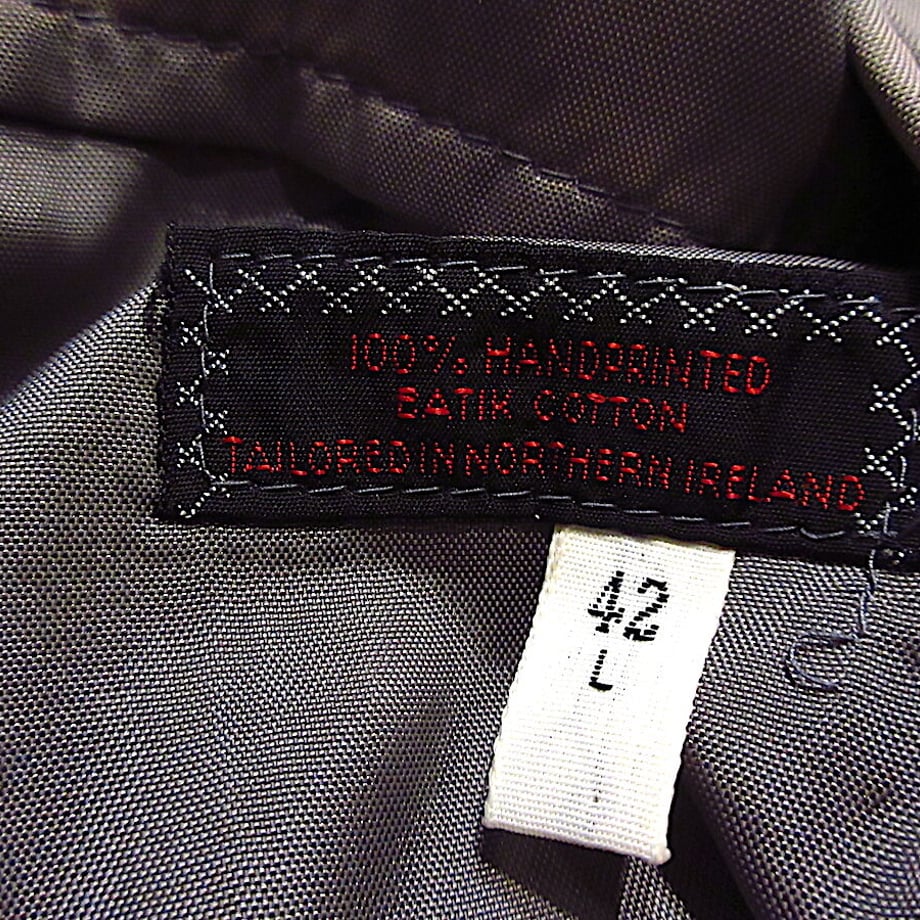 100% HANDPRINTED
BATIK COTTON
TAILORED IN NORTHERN IRELAND
42
L